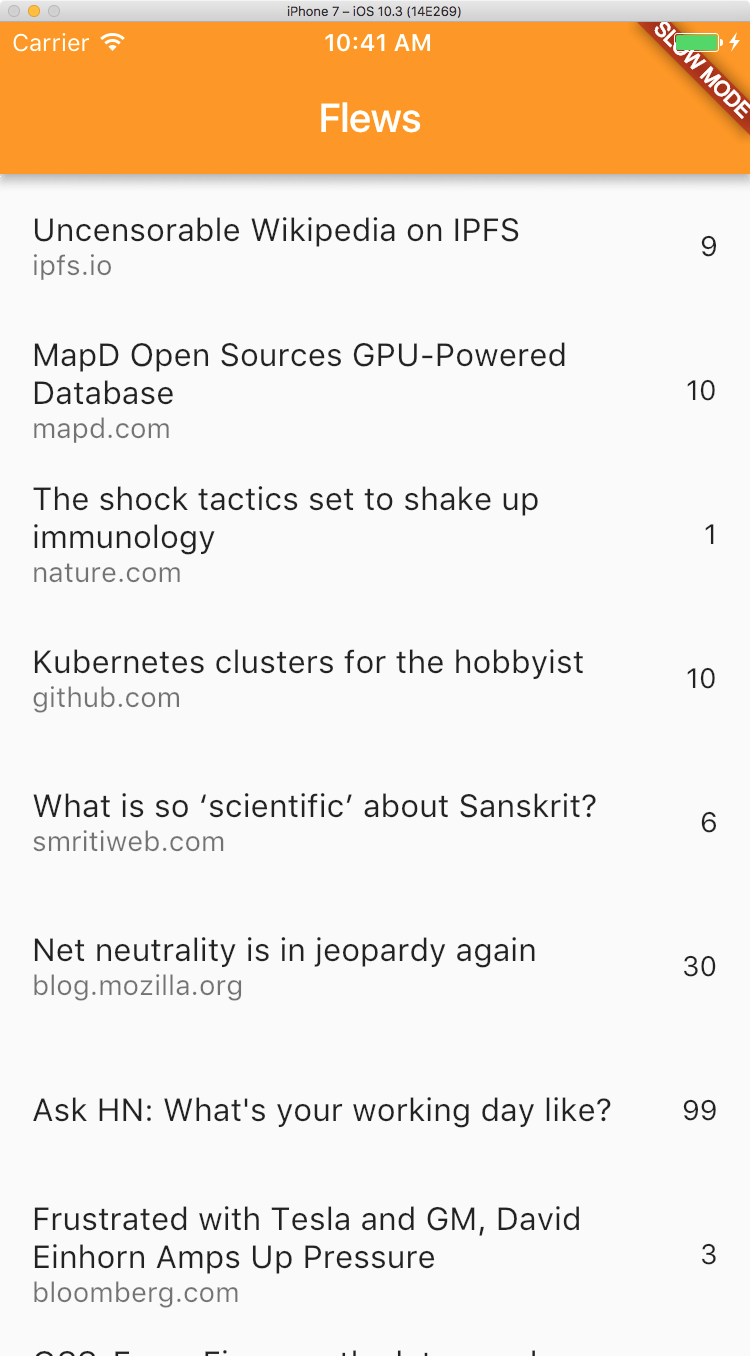 iPhone 7 – iOS 10.3 (14E269)
Carrier 10:41 AM
SLOW MODE
Flews
Uncensorable Wikipedia on IPFS
ipfs.io
9
MapD Open Sources GPU-Powered
Database
mapd.com
10
The shock tactics set to shake up
immunology
nature.com
1
Kubernetes clusters for the hobbyist
github.com
10
What is so ‘scientific’ about Sanskrit?
smritiweb.com
6
Net neutrality is in jeopardy again
blog.mozilla.org
30
Ask HN: What's your working day like?
99
Frustrated with Tesla and GM, David
Einhorn Amps Up Pressure
bloomberg.com
3